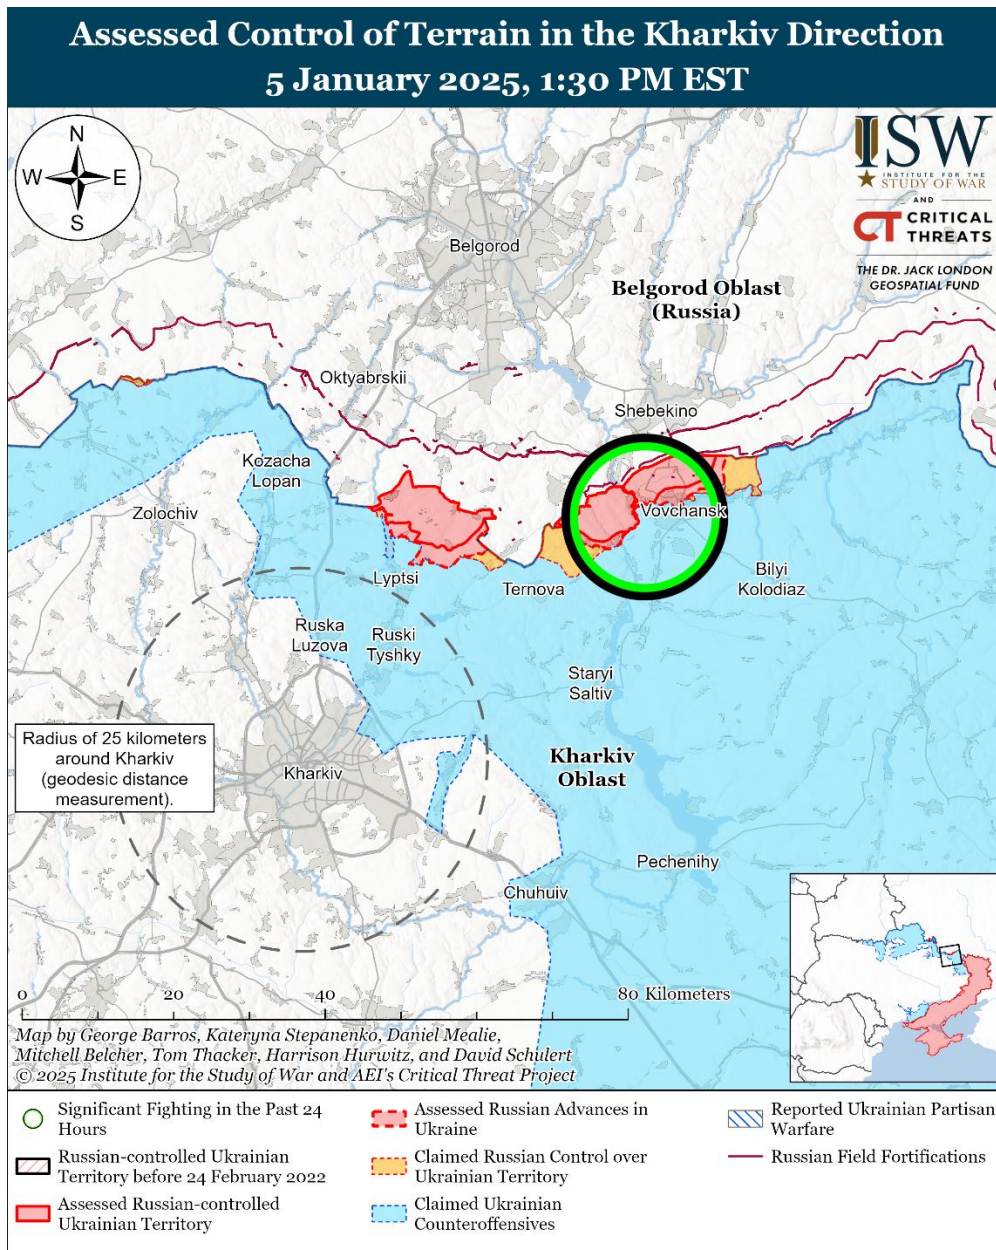 Assessed Control of Terrain in the Kharkiv Direction
5 January 2025, 1:30 PM EST
N
W
E
S
ISW
INSTITUTE FOR THE
STUDY OF WAR
AND
CT CRITICAL
THREATS
THE DR. JACK LONDON
GEOSPATIAL FUND
Belgorod
Belgorod Oblast
(Russia)
Oktyabrskii
Shebekino
Kozacha
Lopan
Zolochiv
Vovchansk
Lyptsi
Ternova
Bilyi
Kolodiaz
Ruska
Luzova
Ruski
Tyshky
Staryi
Saltiv
Radius of 25 kilometers
around Kharkiv
(geodesic distance
measurement).
Kharkiv
Kharkiv
Oblast
Pechenihy
Chuhuiv
0
20
40
80 Kilometers
Map by George Barros, Kateryna Stepanenko, Daniel Mealie,
Mitchell Belcher, Tom Thacker, Harrison Hurwitz, and David Schulert
© 2025 Institute for the Study of War and AEI's Critical Threat Project
Significant Fighting in the Past 24
Hours
Russian-controlled Ukrainian
Territory before 24 February 2022
Assessed Russian-controlled
Ukrainian Territory
Assessed Russian Advances in
Ukraine
Claimed Russian Control over
Ukrainian Territory
Claimed Ukrainian
Counteroffensives
Reported Ukrainian Partisan
Warfare
Russian Field Fortifications